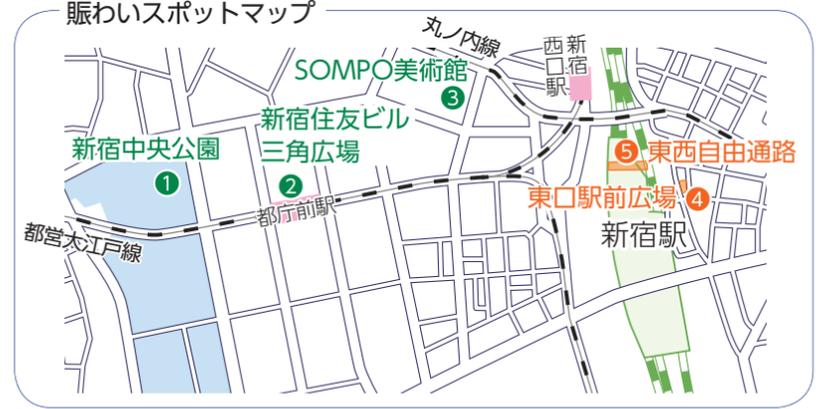 賑わいスポットマップ
丸ノ内線
新宿
西口駅
SOMPO美術館
3
新宿住友ビル
三角広場
2
新宿中央公園
1
5 東西自由通路
東口駅前広場 4
都庁前駅
新宿駅
都営大江戸線